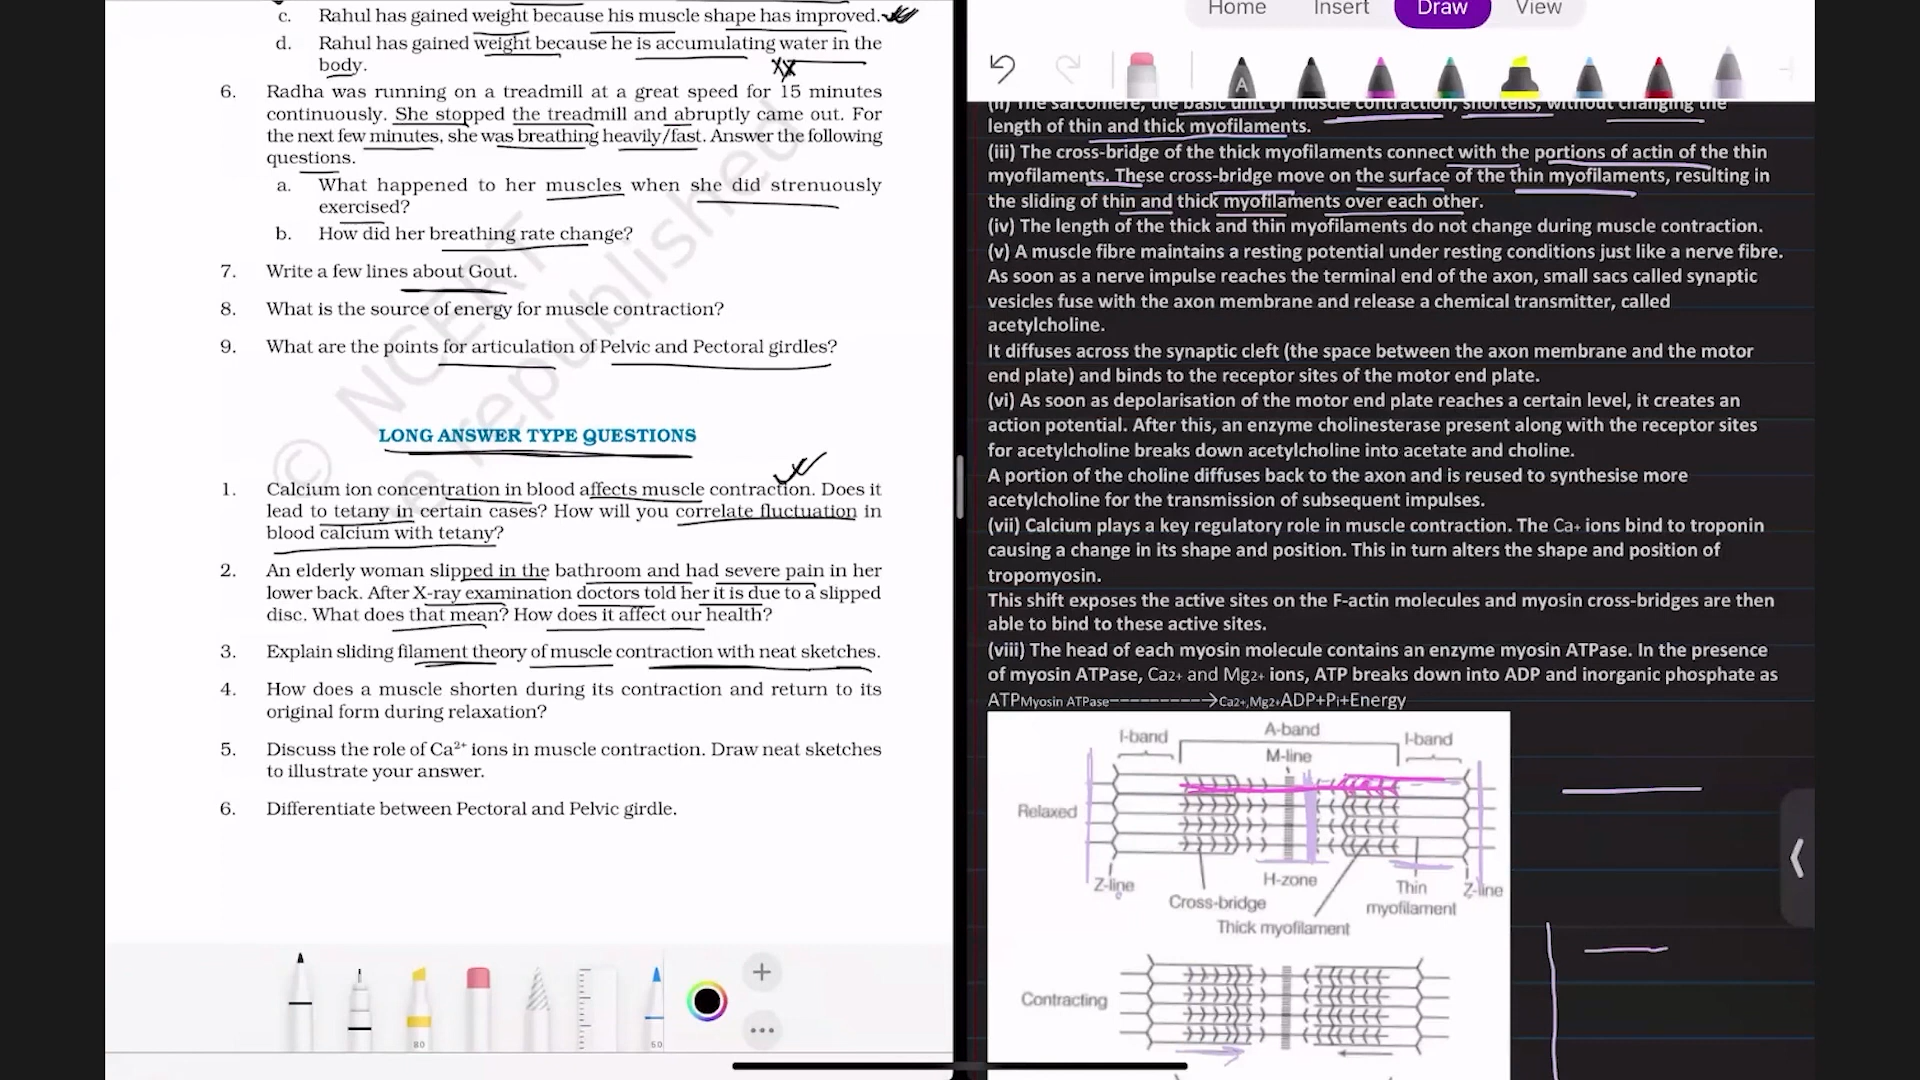 c. Rahul has gained weight because his muscle shape has improved.
d. Rahul has gained weight because he is accumulating water in the
body.
6. Radha was running on a treadmill at a great speed for 15 minutes
continuously. She stopped the treadmill and abruptly came out. For
the next few minutes, she was breathing heavily/fast. Answer the following
questions.
a. What happened to her muscles when she did strenuously
exercised?
b. How did her breathing rate change?
7. Write a few lines about Gout.
8. What is the source of energy for muscle contraction?
9. What are the points for articulation of Pelvic and Pectoral girdles?
© NCERT
republished
LONG ANSWER TYPE QUESTIONS
1. Calcium ion concentration in blood affects muscle contraction. Does it
lead to tetany in certain cases? How will you correlate fluctuation in
blood calcium with tetany?
2. An elderly woman slipped in the bathroom and had severe pain in her
lower back. After X-ray examination doctors told her it is due to a slipped
disc. What does that mean? How does it affect our health?
3. Explain sliding filament theory of muscle contraction with neat sketches.
4. How does a muscle shorten during its contraction and return to its
original form during relaxation?
5. Discuss the role of Ca²⁺ ions in muscle contraction. Draw neat sketches
to illustrate your answer.
6. Differentiate between Pectoral and Pelvic girdle.
80
50
Home Insert Draw View
A
(ii) The sarcomere, the basic unit of muscle contraction, shortens, without changing the
length of thin and thick myofilaments.
(iii) The cross-bridge of the thick myofilaments connect with the portions of actin of the thin
myofilaments. These cross-bridge move on the surface of the thin myofilaments, resulting in
the sliding of thin and thick myofilaments over each other.
(iv) The length of the thick and thin myofilaments do not change during muscle contraction.
(v) A muscle fibre maintains a resting potential under resting conditions just like a nerve fibre.
As soon as a nerve impulse reaches the terminal end of the axon, small sacs called synaptic
vesicles fuse with the axon membrane and release a chemical transmitter, called
acetylcholine.
It diffuses across the synaptic cleft (the space between the axon membrane and the motor
end plate) and binds to the receptor sites of the motor end plate.
(vi) As soon as depolarisation of the motor end plate reaches a certain level, it creates an
action potential. After this, an enzyme cholinesterase present along with the receptor sites
for acetylcholine breaks down acetylcholine into acetate and choline.
A portion of the choline diffuses back to the axon and is reused to synthesise more
acetylcholine for the transmission of subsequent impulses.
(vii) Calcium plays a key regulatory role in muscle contraction. The Ca+ ions bind to troponin
causing a change in its shape and position. This in turn alters the shape and position of
tropomyosin.
This shift exposes the active sites on the F-actin molecules and myosin cross-bridges are then
able to bind to these active sites.
(viii) The head of each myosin molecule contains an enzyme myosin ATPase. In the presence
of myosin ATPase, Ca2+ and Mg2+ ions, ATP breaks down into ADP and inorganic phosphate as
ATPMyosin ATPase−−−−−−−−−−→Ca2+,Mg2+ADP+Pi+Energy
I-band A-band I-band
M-line
Relaxed
Z-line H-zone Thin Z-line
Cross-bridge myofilament
Thick myofilament
Contracting